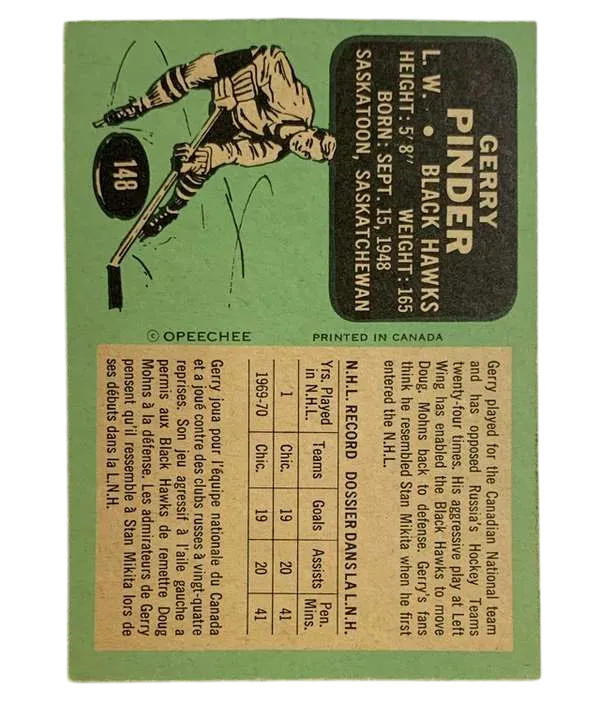 GERRY
PINDER
L. W. • BLACK HAWKS
HEIGHT: 5' 8" WEIGHT: 165
BORN: SEPT. 15, 1948
SASKATOON, SASKATCHEWAN
148
Gerry played for the Canadian National team
and has opposed Russia's Hockey Teams
twenty-four times. His aggressive play at Left
Wing has enabled the Black Hawks to move
Doug. Mohns back to defense. Gerry's fans
think he resembled Stan Mikita when he first
entered the N.H.L.
N.H.L. RECORD DOSSIER DANS LA L.N.H.
Yrs. Played in N.H.L. Teams Goals Assists Pen. Mins.
1 Chic. 19 20 41
1969-70 Chic. 19 20 41
Gerry joua pour l'équipe nationale du Canada
et a joué contre des clubs russes à vingt-quatre
reprises. Son jeu agressif à l'aile gauche a
permis aux Black Hawks de remettre Doug
Mohns à la défense. Les admirateurs de Gerry
pensent qu'il ressemble à Stan Mikita lors de
ses débuts dans la L.N.H.
© OPEECHEE PRINTED IN CANADA